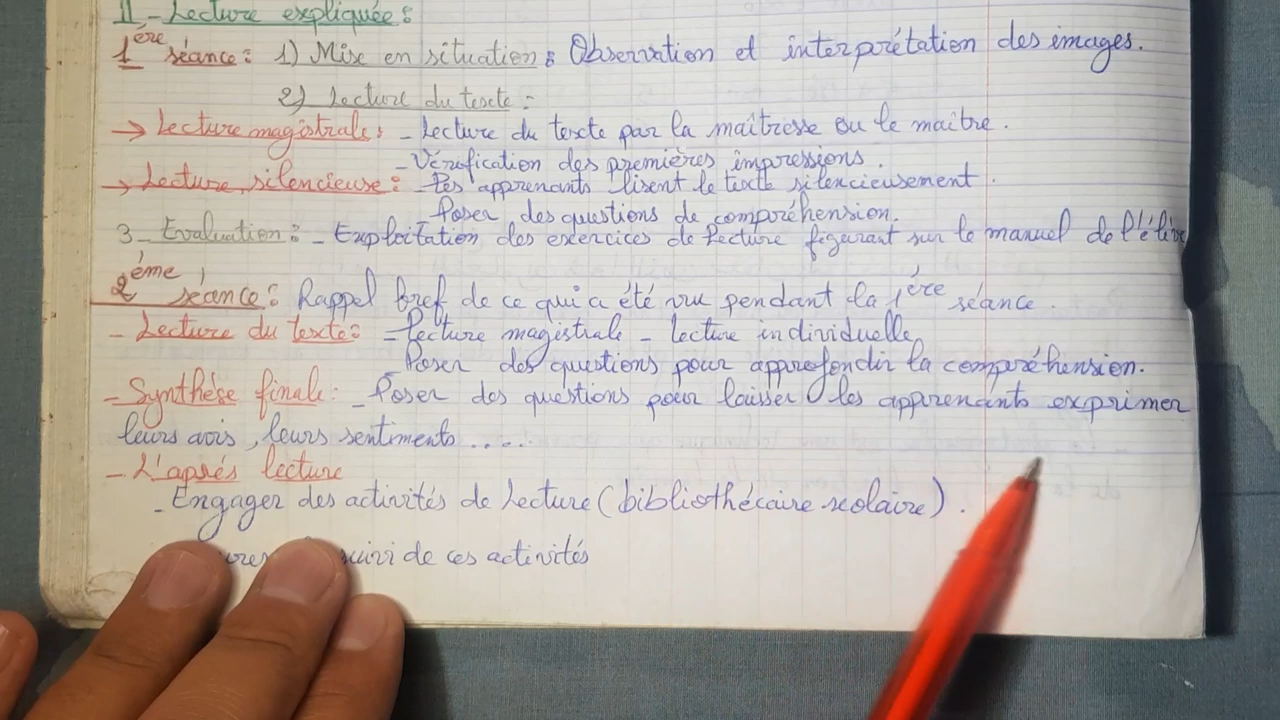 II - Lecture expliquée :
1ère séance : 1) Mise en situation : Observation et interprétation des images.
2) Lecture du texte :
→ Lecture magistrale : - Lecture du texte par la maîtresse ou le maître.
- Vérification des premières impressions.
→ Lecture silencieuse : - Les apprenants lisent le texte silencieusement.
- Poser des questions de compréhension.
3 - Evaluation : - Exploitation des exercices de lecture figurant sur le manuel de l'élève
2ème séance : Rappel bref de ce qui a été vu pendant la 1ère séance.
- Lecture du texte : - Lecture magistrale - lecture individuelle
- Poser des questions pour approfondir la compréhension.
- Synthèse finale : - Poser des questions pour laisser les apprenants exprimer
leurs avis, leurs sentiments .....
- L'aprés lecture
- Engager des activités de lecture (bibliothécaire scolaire).
suivi de ces activités